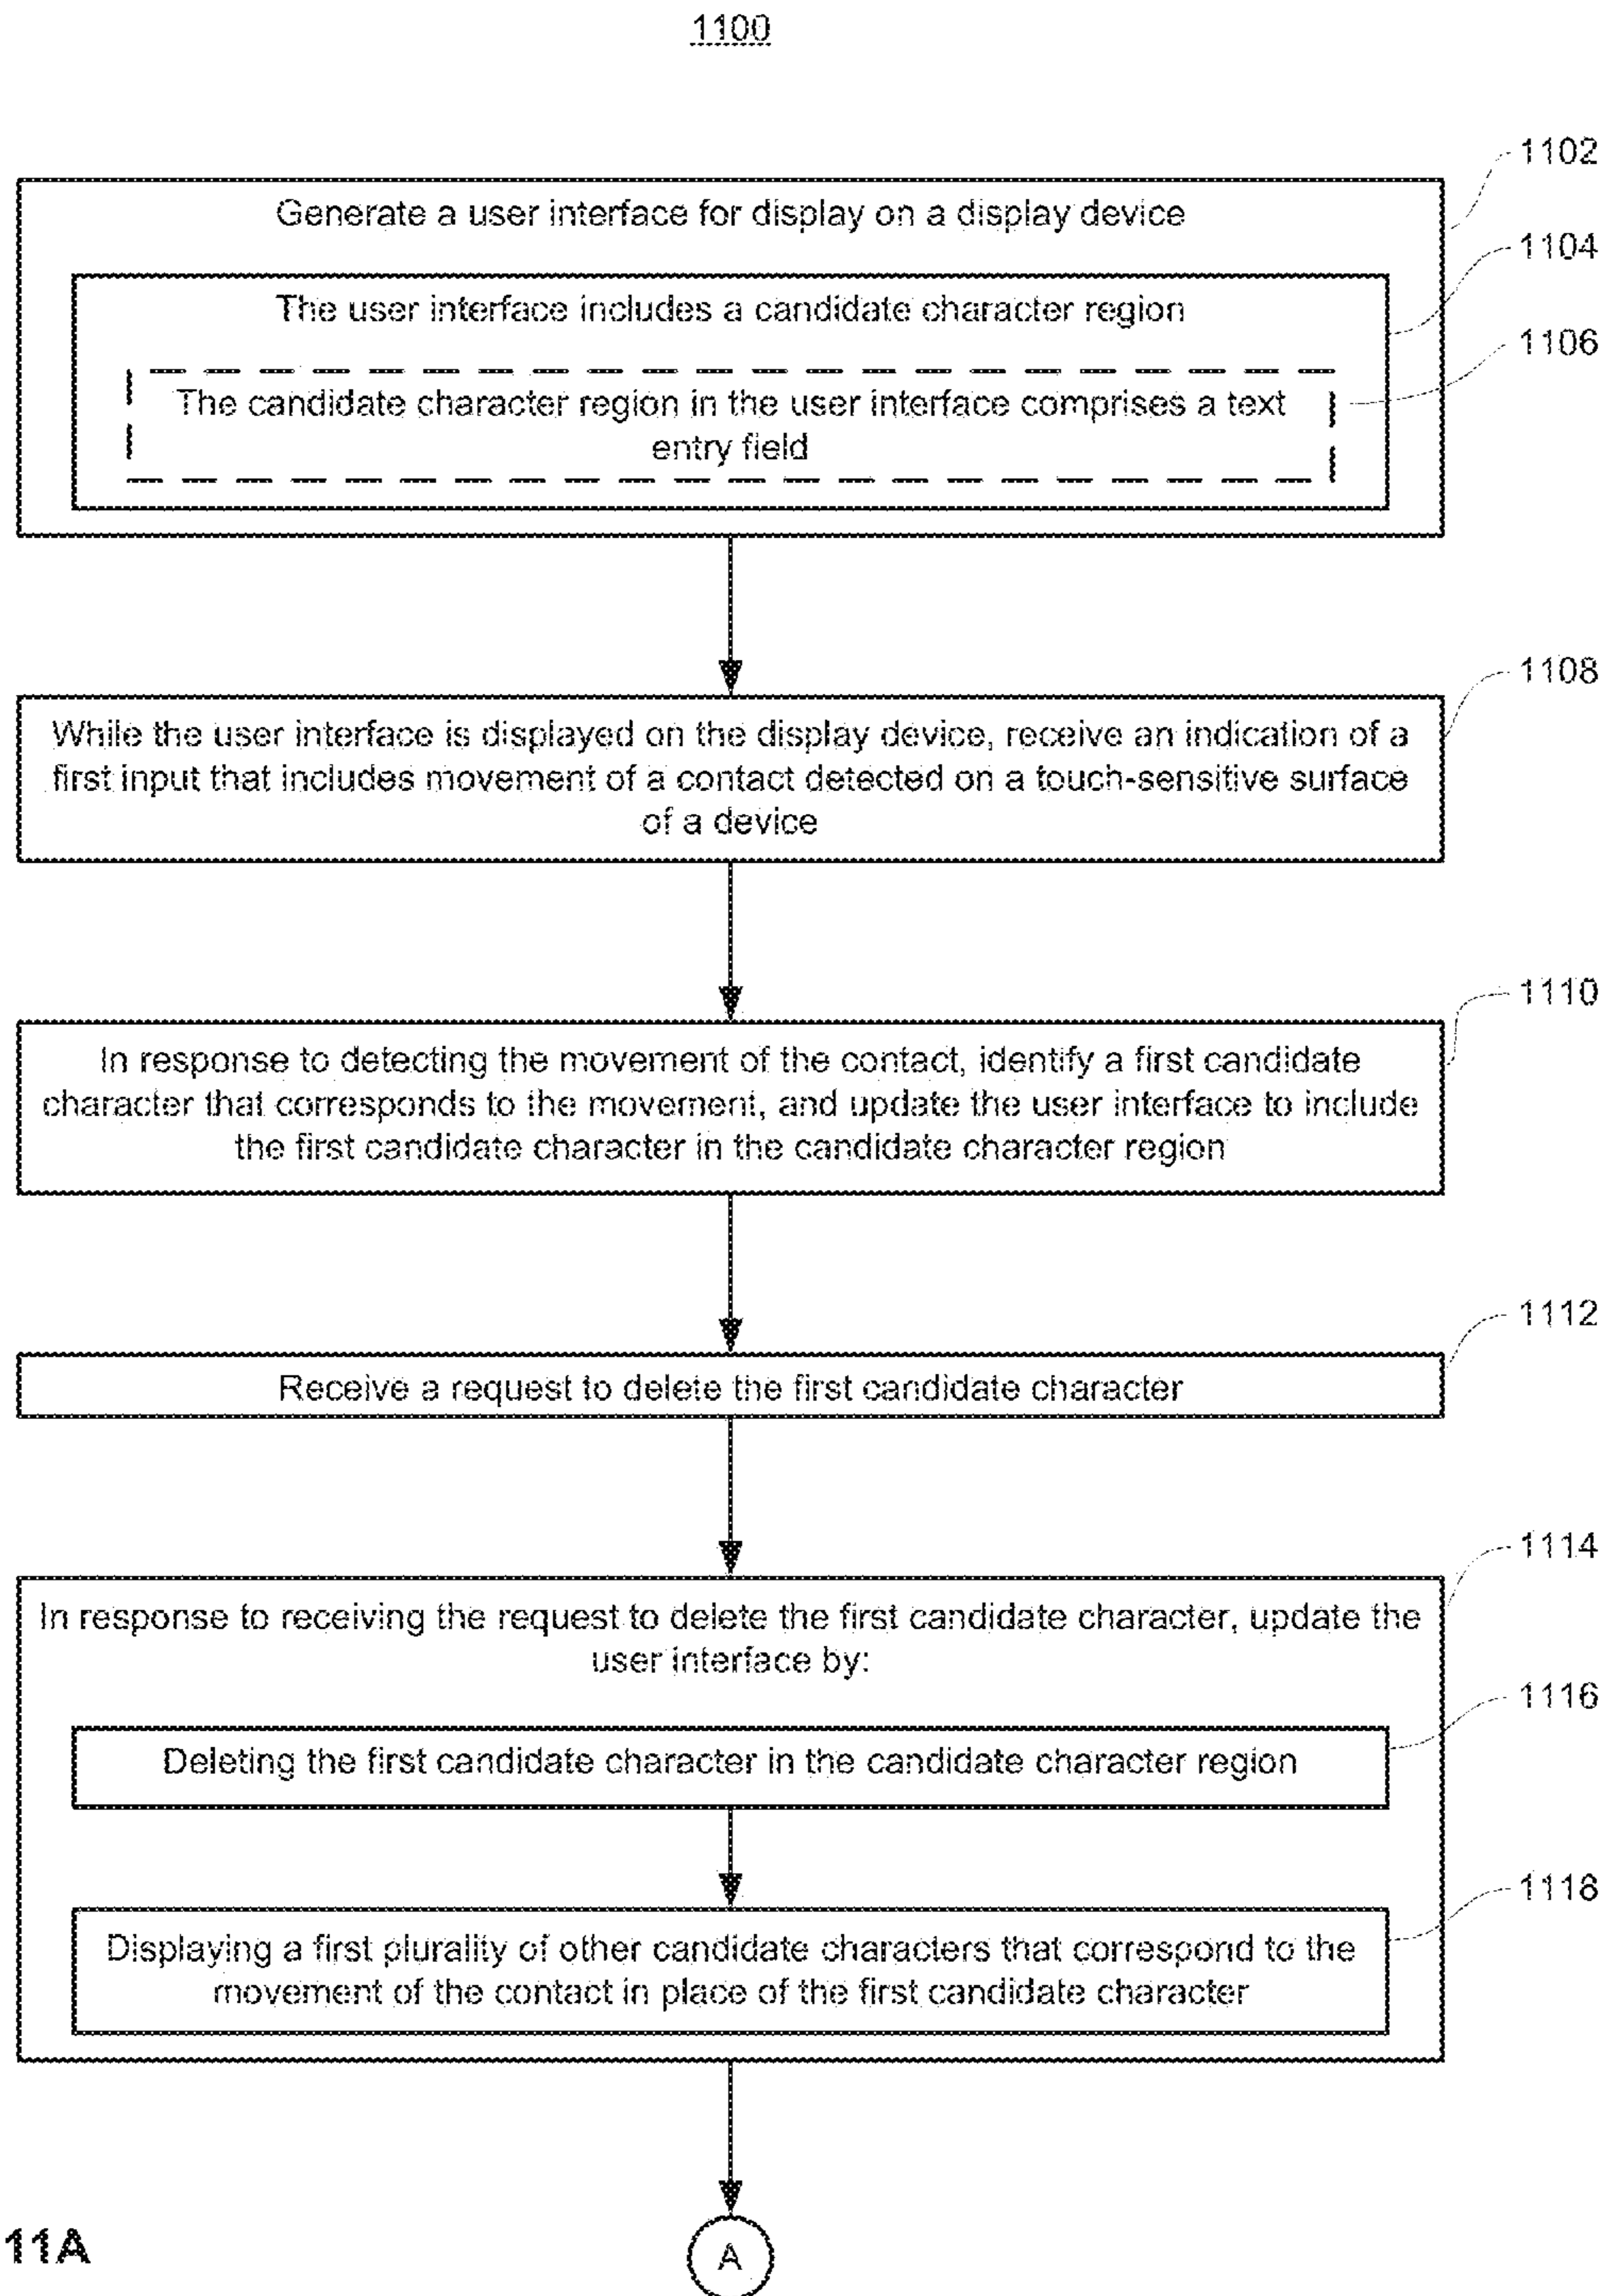 1100
1102
Generate a user interface for display on a display device
1104
The user interface includes a candidate character region
1106
The candidate character region in the user interface comprises a text
entry field
1108
While the user interface is displayed on the display device, receive an indication of a
first input that includes movement of a contact detected on a touch-sensitive surface
of a device
1110
In response to detecting the movement of the contact, identify a first candidate
character that corresponds to the movement, and update the user interface to include
the first candidate character in the candidate character region
1112
Receive a request to delete the first candidate character
1114
In response to receiving the request to delete the first candidate character, update the
user interface by:
1116
Deleting the first candidate character in the candidate character region
1118
Displaying a first plurality of other candidate characters that correspond to the
movement of the contact in place of the first candidate character
11A
A